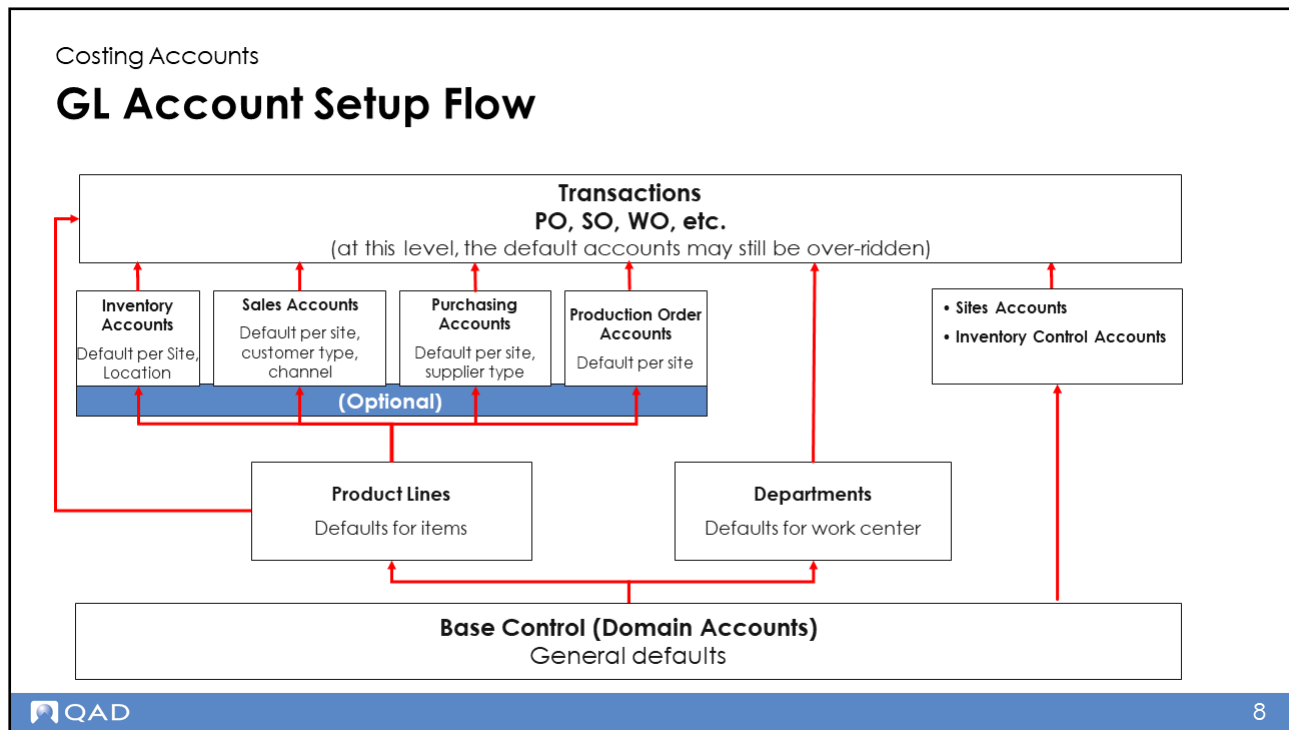 Costing Accounts
GL Account Setup Flow
Transactions
PO, SO, WO, etc.
(at this level, the default accounts may still be over-ridden)
Inventory
Accounts
Default per Site,
Location
Sales Accounts
Default per site,
customer type,
channel
Purchasing
Accounts
Default per site,
supplier type
Production Order
Accounts
Default per site
• Sites Accounts
• Inventory Control Accounts
(Optional)
Product Lines
Defaults for items
Departments
Defaults for work center
Base Control (Domain Accounts)
General defaults
QAD
8